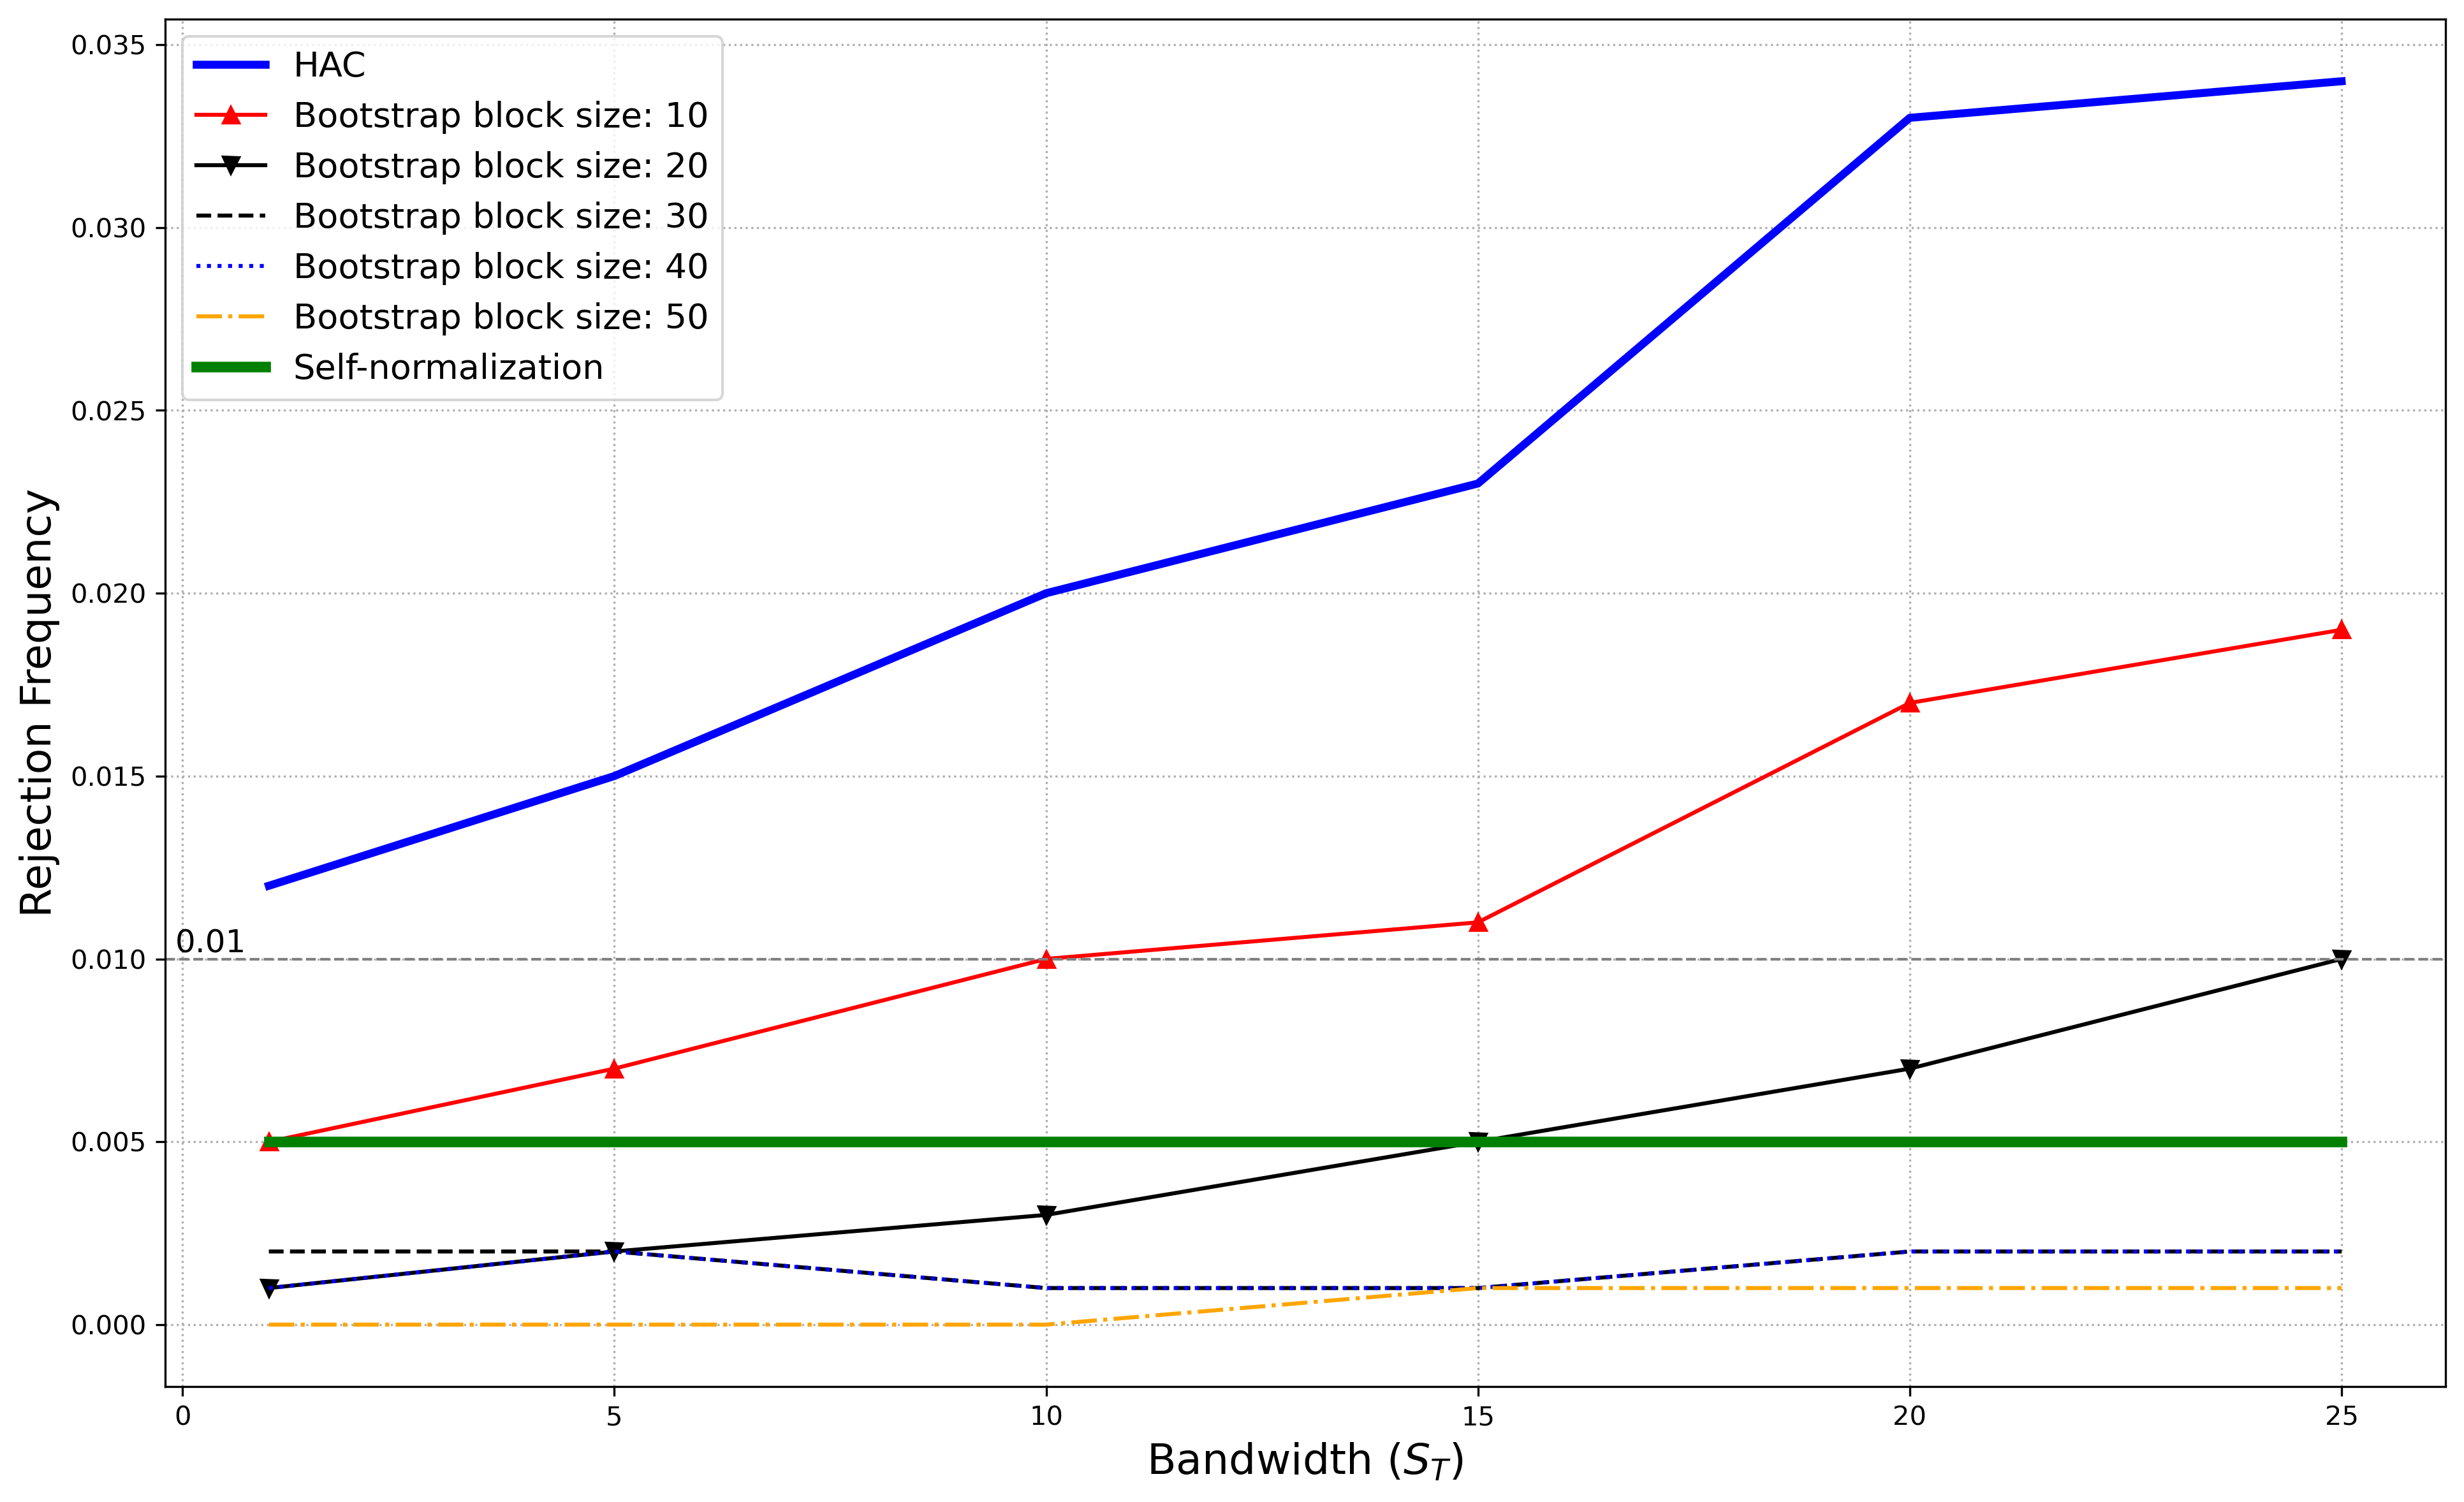 HAC
Bootstrap block size: 10
Bootstrap block size: 20
Bootstrap block size: 30
Bootstrap block size: 40
Bootstrap block size: 50
Self-normalization
Rejection Frequency
0.035
0.030
0.025
0.020
0.015
0.01
0.010
0.005
0.000
0
5
10
15
20
25
Bandwidth (S_T)